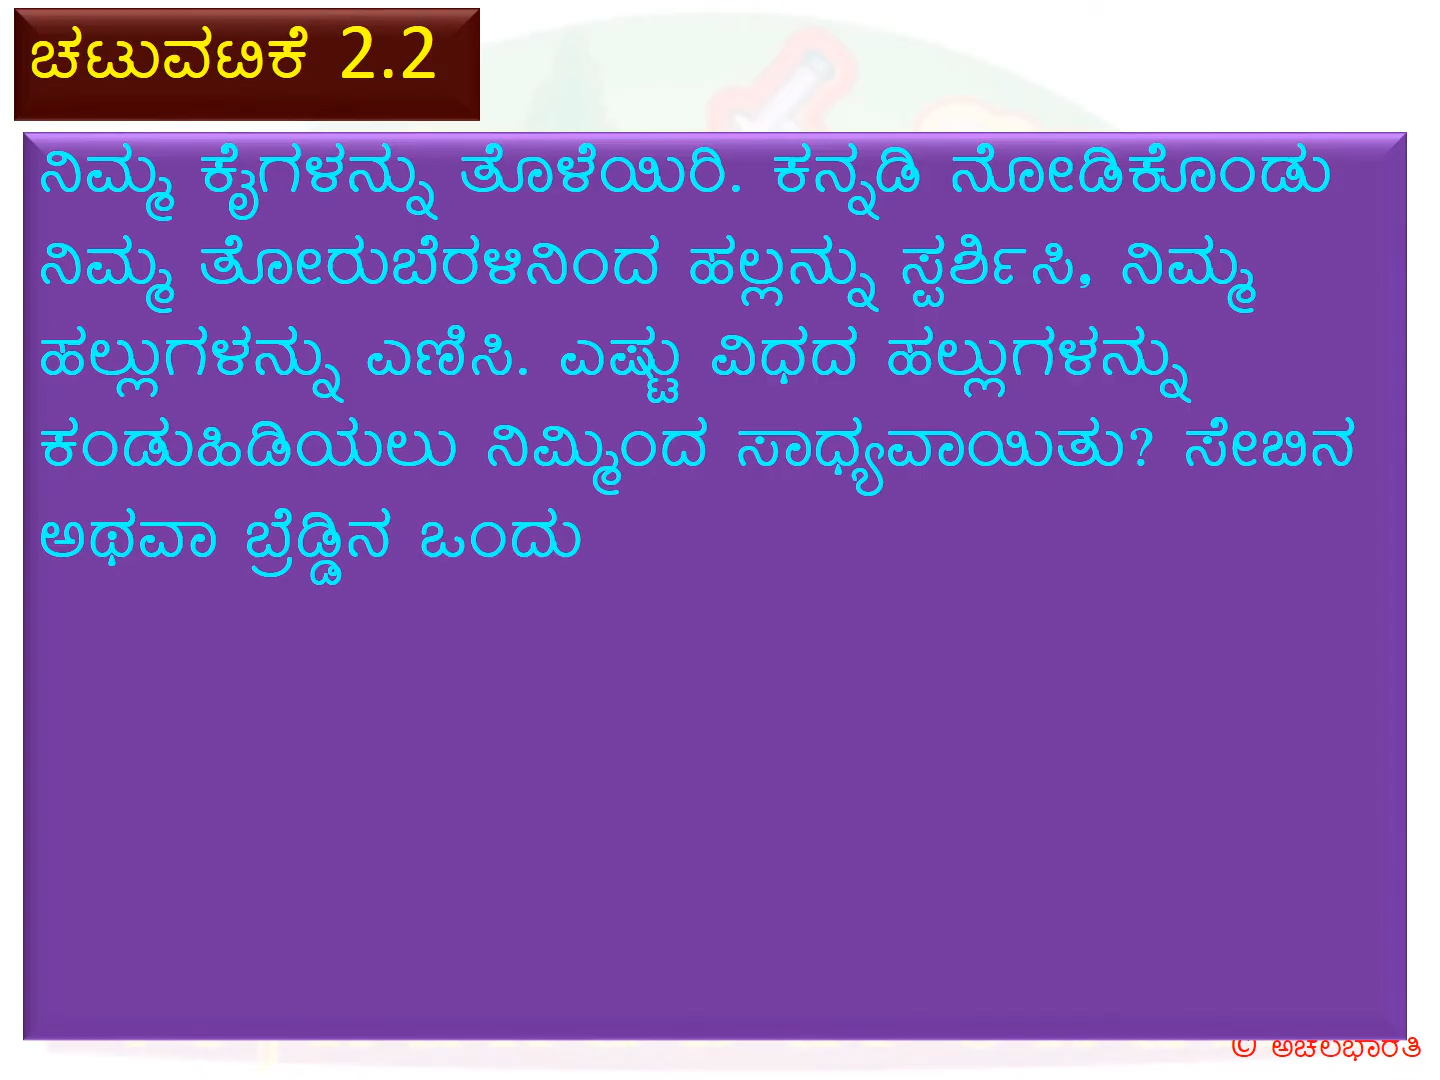 ಚಟುವಟಿಕೆ 2.2
ನಿಮ್ಮ ಕೈಗಳನ್ನು ತೊಳೆಯಿರಿ. ಕನ್ನಡಿ ನೋಡಿಕೊಂಡು
ನಿಮ್ಮ ತೋರುಬೆರಳಿನಿಂದ ಹಲ್ಲನ್ನು ಸ್ಪರ್ಶಿಸಿ, ನಿಮ್ಮ
ಹಲ್ಲುಗಳನ್ನು ಎಣಿಸಿ. ಎಷ್ಟು ವಿಧದ ಹಲ್ಲುಗಳನ್ನು
ಕಂಡುಹಿಡಿಯಲು ನಿಮ್ಮಿಂದ ಸಾಧ್ಯವಾಯಿತು? ಸೇಬಿನ
ಅಥವಾ ಬ್ರೆಡ್ಡಿನ ಒಂದು
© ಅಚಲಭಾರತಿ